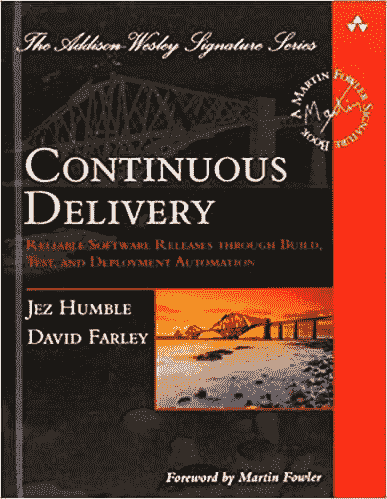 The Addison-Wesley Signature Series
A MARTIN FOWLER SIGNATURE BOOK
Martin
CONTINUOUS
DELIVERY
RELIABLE SOFTWARE RELEASES THROUGH BUILD,
TEST, AND DEPLOYMENT AUTOMATION
JEZ HUMBLE
DAVID FARLEY
Foreword by Martin Fowler